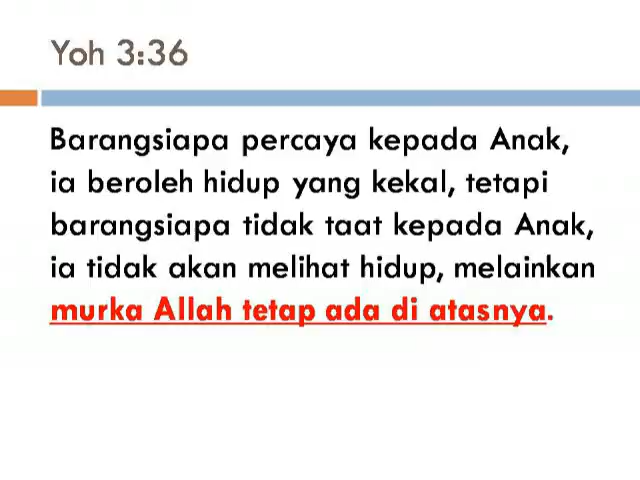 Yoh 3:36
Barangsiapa percaya kepada Anak,
ia beroleh hidup yang kekal, tetapi
barangsiapa tidak taat kepada Anak,
ia tidak akan melihat hidup, melainkan
murka Allah tetap ada di atasnya.